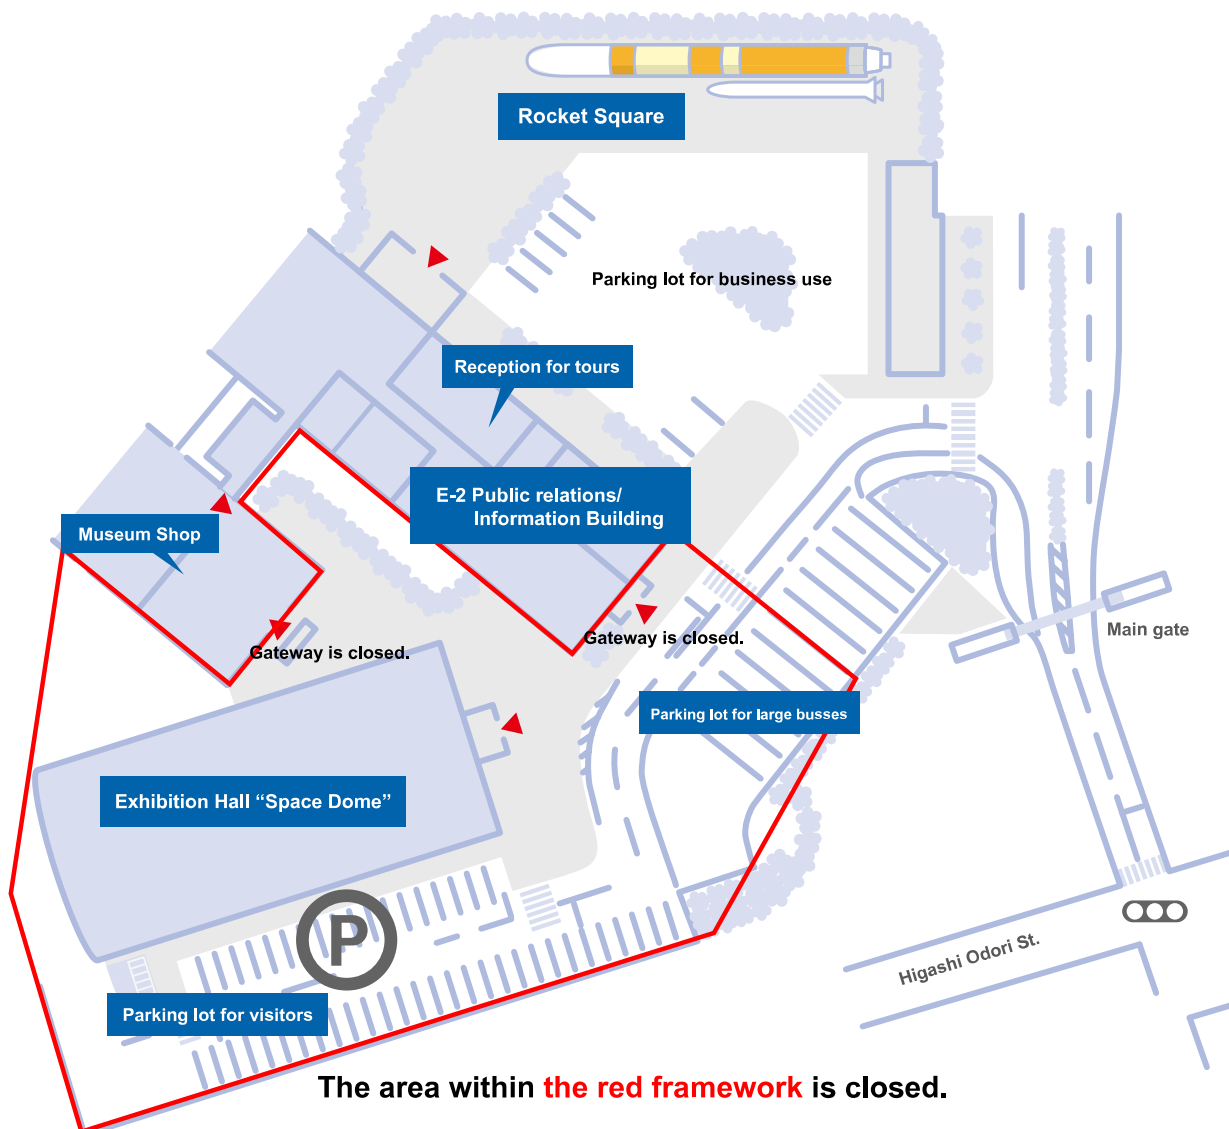 Rocket Square
Parking lot for business use
Reception for tours
E-2 Public relations/
Information Building
Museum Shop
Gateway is closed.
Gateway is closed.
Main gate
Parking lot for large busses
Exhibition Hall “Space Dome”
P
Higashi Odori St.
Parking lot for visitors
The area within the red framework is closed.